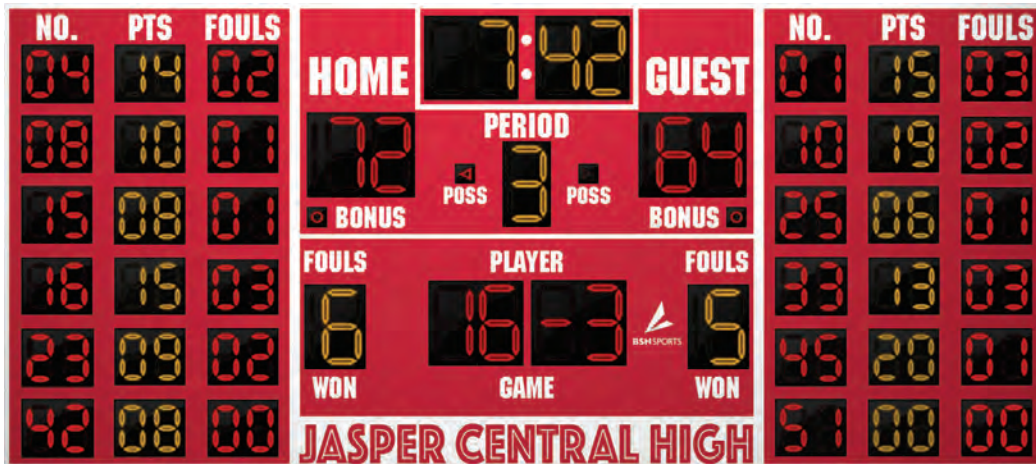 NO. PTS FOULS
04 14 02
08 10 01
15 08 01
16 15 03
23 09 02
42 08 00
7:42
HOME GUEST
72 64
PERIOD
3
POSS POSS
BONUS BONUS
FOULS PLAYER FOULS
6 16 -3 5
BSN SPORTS
WON GAME WON
JASPER CENTRAL HIGH
NO. PTS FOULS
01 15 03
10 19 02
25 06 01
33 13 03
45 20 01
51 00 00